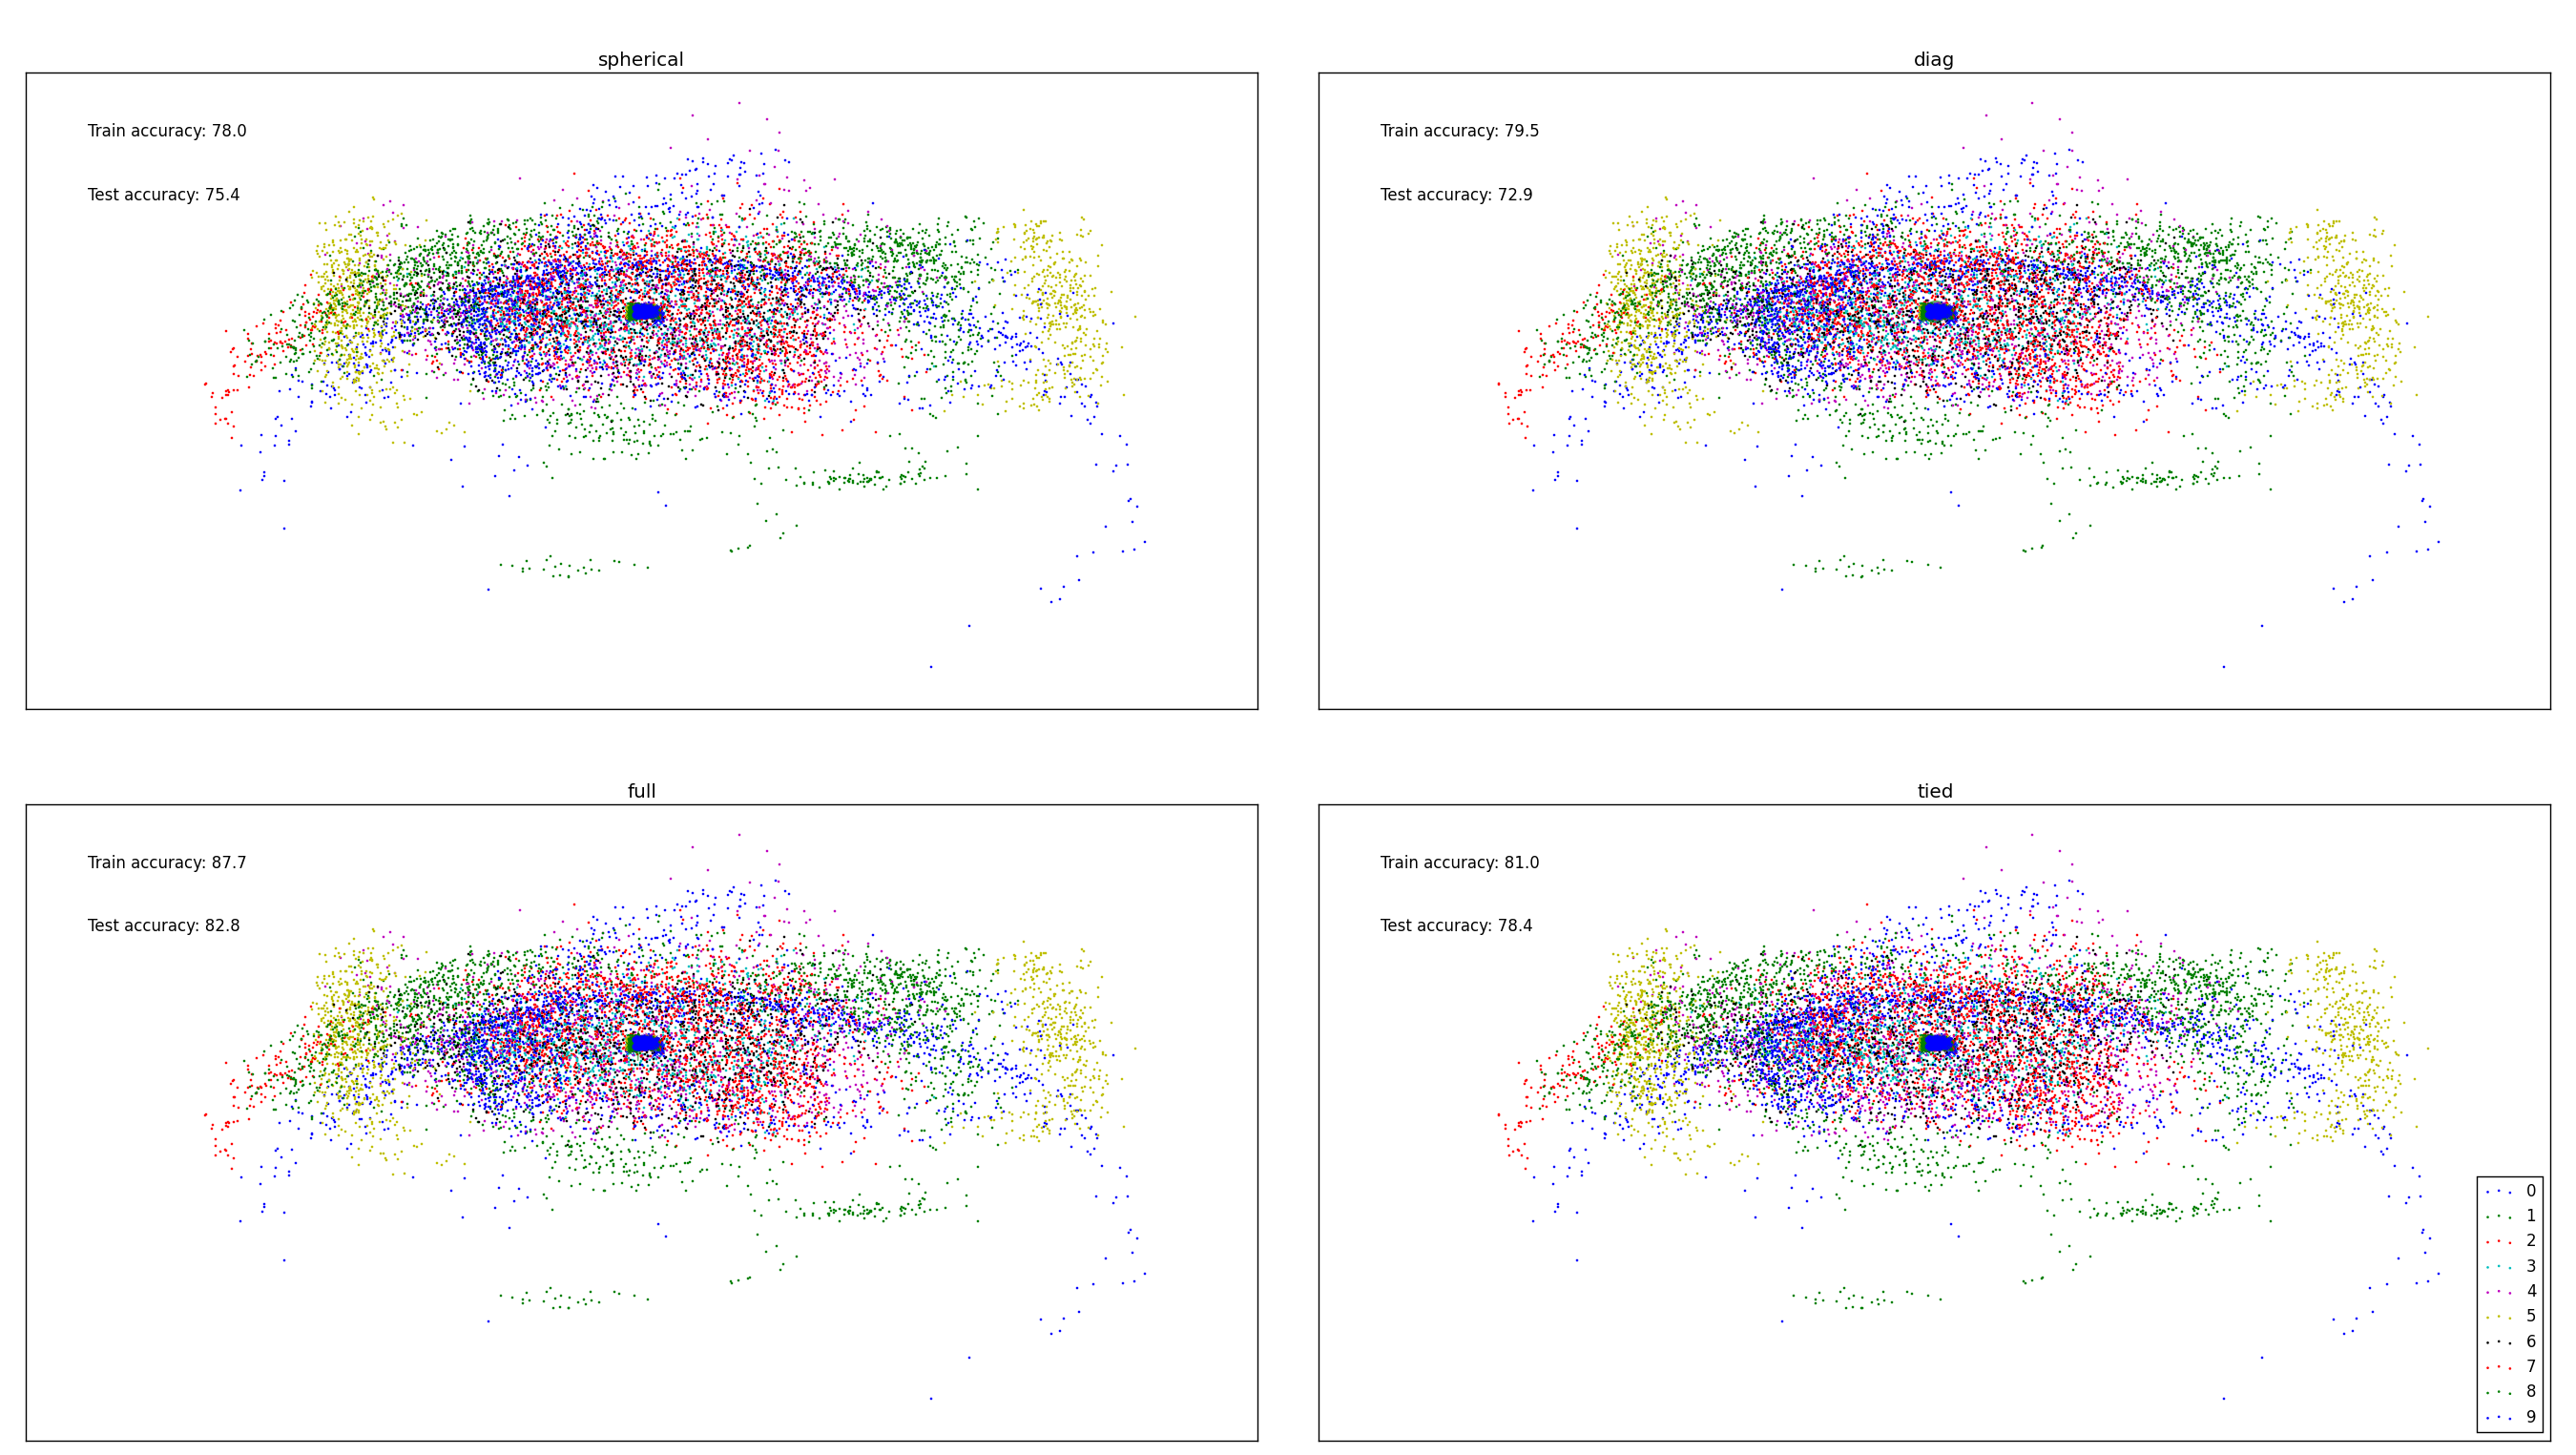 spherical
Train accuracy: 78.0
Test accuracy: 75.4
diag
Train accuracy: 79.5
Test accuracy: 72.9
full
Train accuracy: 87.7
Test accuracy: 82.8
tied
Train accuracy: 81.0
Test accuracy: 78.4
0
1
2
3
4
5
6
7
8
9